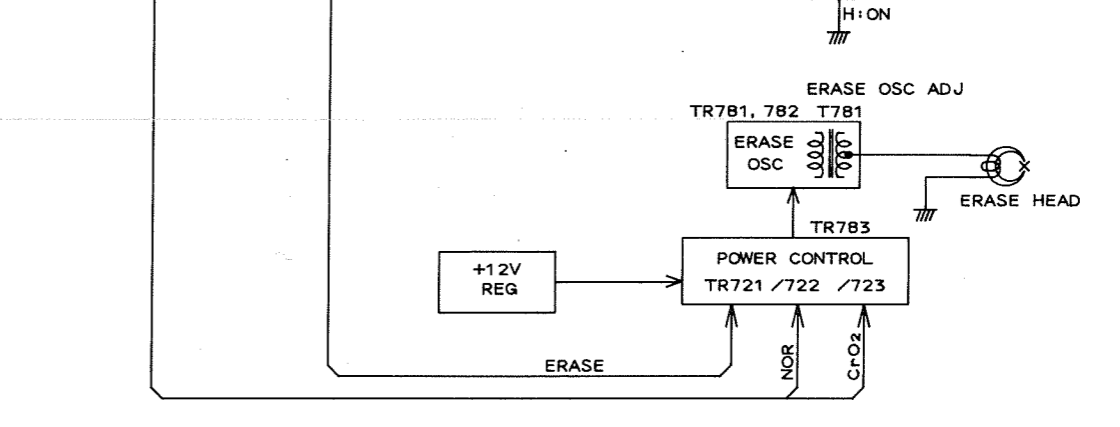 H:ON
ERASE OSC ADJ
TR781, 782 T781
ERASE
OSC
ERASE HEAD
TR783
POWER CONTROL
TR721 /722 /723
+12V
REG
ERASE
NOR
CrO2